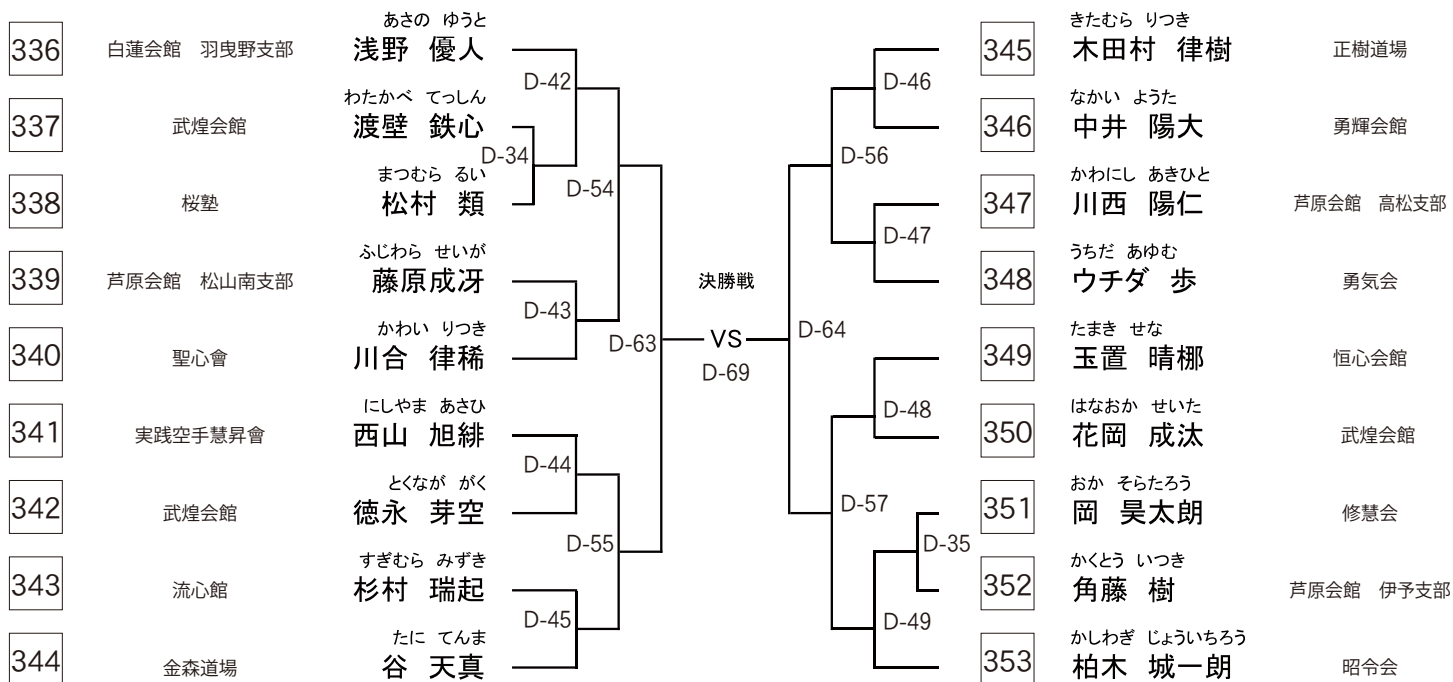 あさの ゆうと
336 白蓮会館 羽曳野支部 浅野 優人
D-42
わたかべ てっしん
337 武煌会館 渡壁 鉄心
D-34
まつむら るい
338 桜塾 松村 類
D-54
ふじわら せいが
339 芦原会館 松山南支部 藤原成冴
D-43
かわい りつき
340 聖心會 川合 律稀
D-63
にしやま あさひ
341 実践空手慧昇會 西山 旭緋
D-44
とくなが がく
342 武煌会館 徳永 芽空
D-55
すぎむら みずき
343 流心館 杉村 瑞起
D-45
たに てんま
344 金森道場 谷 天真
決勝戦
VS
D-69
きたむら りつき
345 木田村 律樹 正樹道場
D-46
なかい ようた
346 中井 陽大 勇輝会館
D-56
かわにし あきひと
347 川西 陽仁 芦原会館 高松支部
D-47
うちだ あゆむ
348 ウチダ 歩 勇気会
D-64
たまき せな
349 玉置 晴梛 恒心会館
D-48
はなおか せいた
350 花岡 成汰 武煌会館
D-57
おか そらたろう
351 岡 昊太朗 修慧会
D-35
かくとう いつき
352 角藤 樹 芦原会館 伊予支部
D-49
かしわぎ じょういちろう
353 柏木 城一朗 昭令会